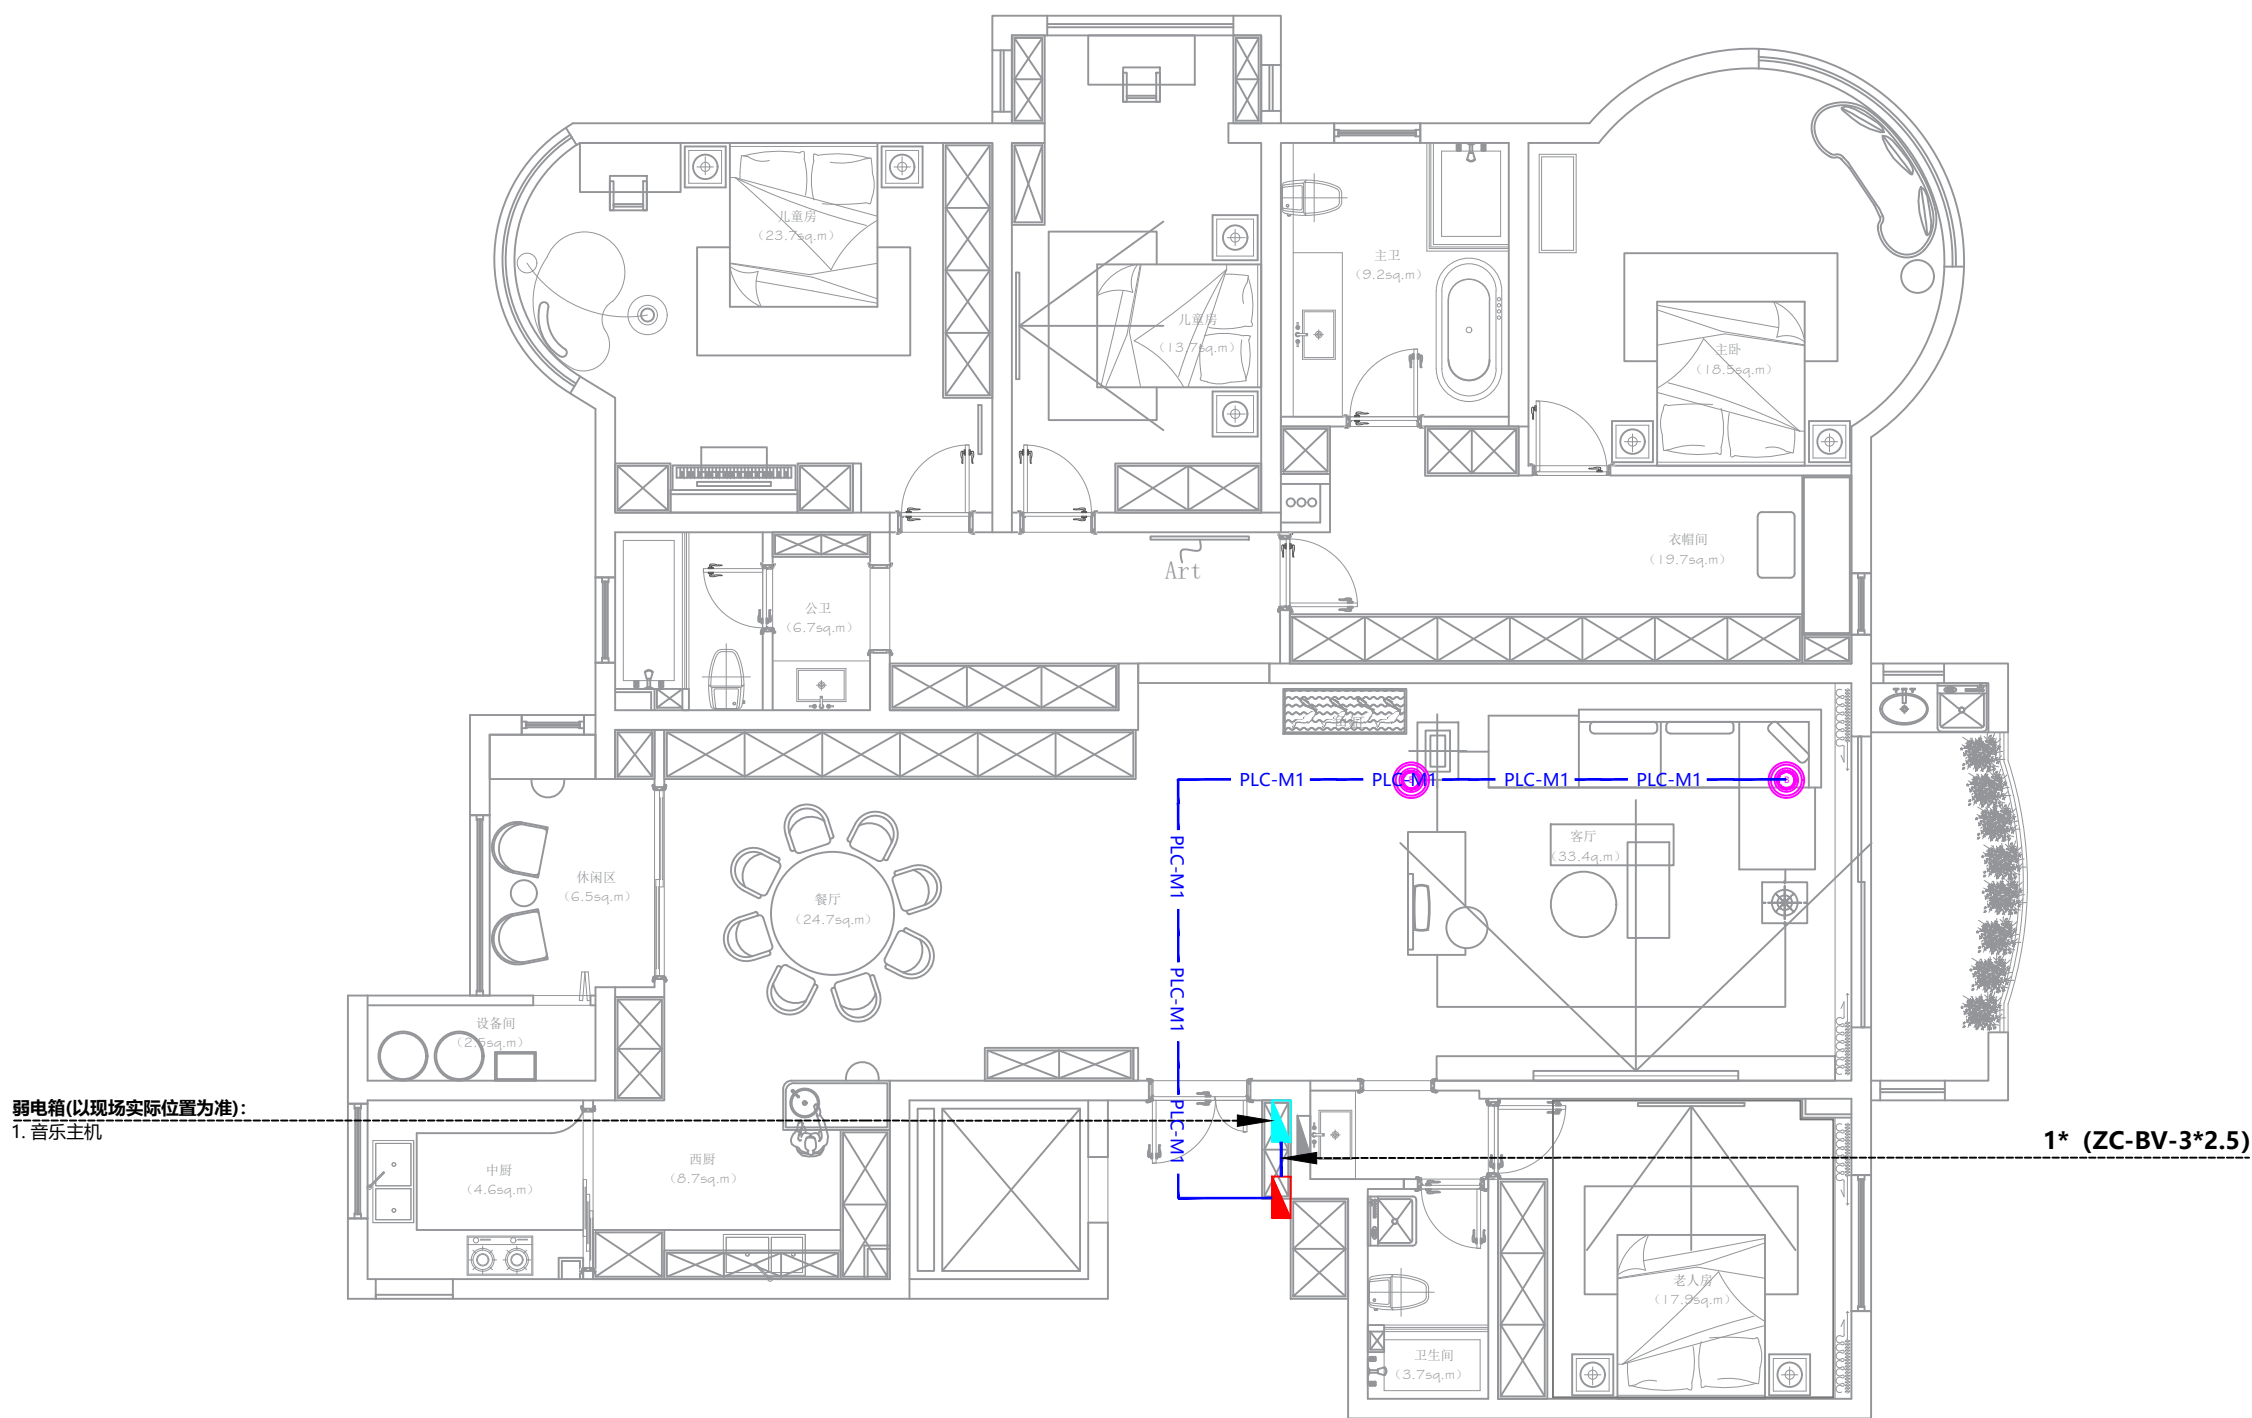 儿童房
(23.7sq.m)
儿童房
(13.7sq.m)
主卫
(9.2sq.m)
主卧
(18.5sq.m)
衣帽间
(19.7sq.m)
Art
公卫
(6.7sq.m)
PLC-M1
PLC-M1
PLC-M1
PLC-M1
PLC-M1
PLC-M1
PLC-M1
客厅
(33.4q.m)
休闲区
(6.5sq.m)
餐厅
(24.7sq.m)
设备间
(2.5sq.m)
弱电箱(以现场实际位置为准):
1. 音乐主机
1* (ZC-BV-3*2.5)
中厨
(4.6sq.m)
西厨
(8.7sq.m)
老人房
(17.9sq.m)
卫生间
(3.7sq.m)